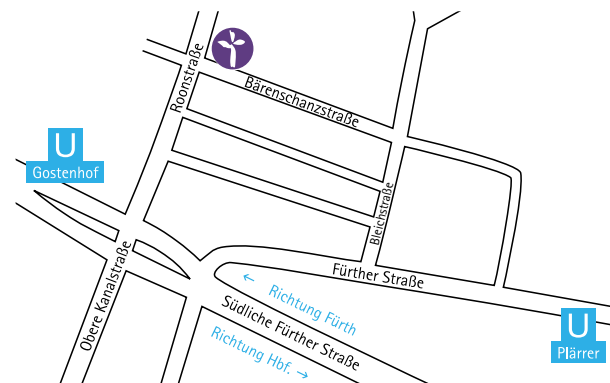 Roonstraße
Bärenschanzstraße
U
Gostenhof
Bleichstraße
Obere Kanalstraße
Fürther Straße
← Richtung Fürth
Südliche Fürther Straße
Richtung Hbf. →
U
Plärrer